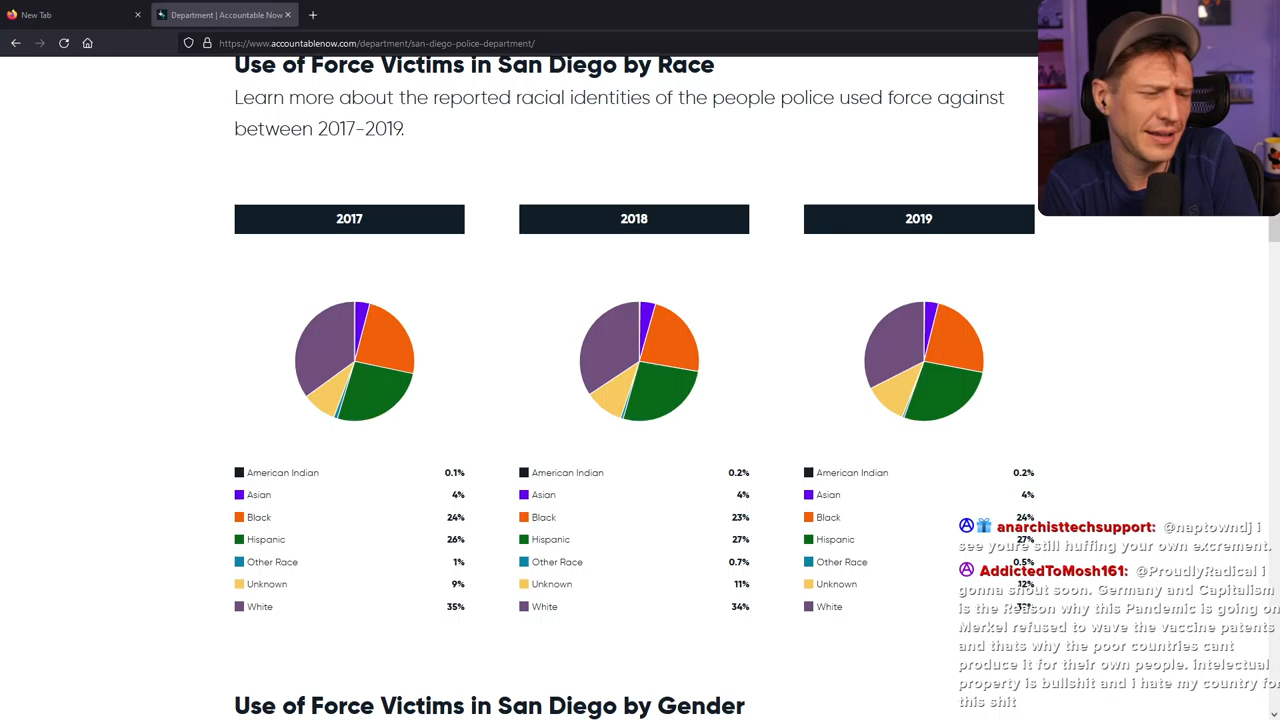 New Tab
Department | Accountable Now
https://www.accountablenow.com/department/san-diego-police-department/
Use of Force Victims in San Diego by Race
Learn more about the reported racial identities of the people police used force against
between 2017-2019.
2017
2018
2019
American Indian 0.1%
Asian 4%
Black 24%
Hispanic 26%
Other Race 1%
Unknown 9%
White 35%
American Indian 0.2%
Asian 4%
Black 23%
Hispanic 27%
Other Race 0.7%
Unknown 11%
White 34%
American Indian 0.2%
Asian 4%
Black 24%
Hispanic 27%
Other Race 0.5%
Unknown 12%
White
anarchisttechsupport: @naptowndj i
see youre still huffing your own excrement.
AddictedToMosh161: @ProudlyRadical i
gonna shout soon. Germany and Capitalism
is the Reason why this Pandemic is going on
Merkel refused to wave the vaccine patents
and thats why the poor countries cant
produce it for their own people. intelectual
property is bullshit and i hate my country for
this shit
Use of Force Victims in San Diego by Gender